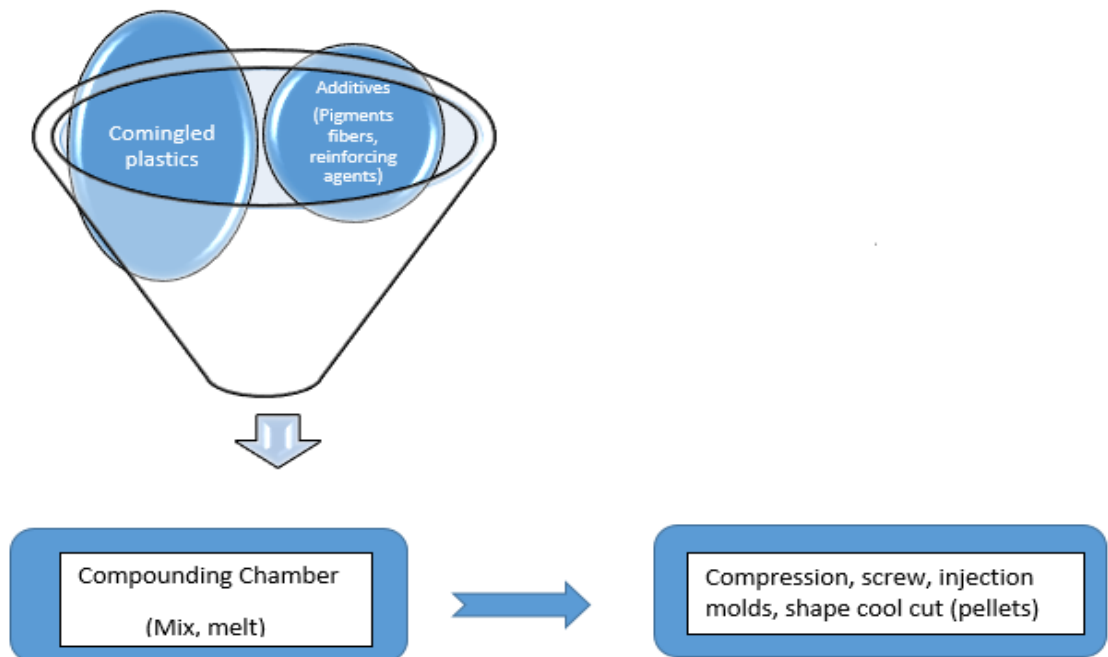 Comingled
plastics
Additives
(Pigments
fibers,
reinforcing
agents)
Compounding Chamber
(Mix, melt)
Compression, screw, injection
molds, shape cool cut (pellets)